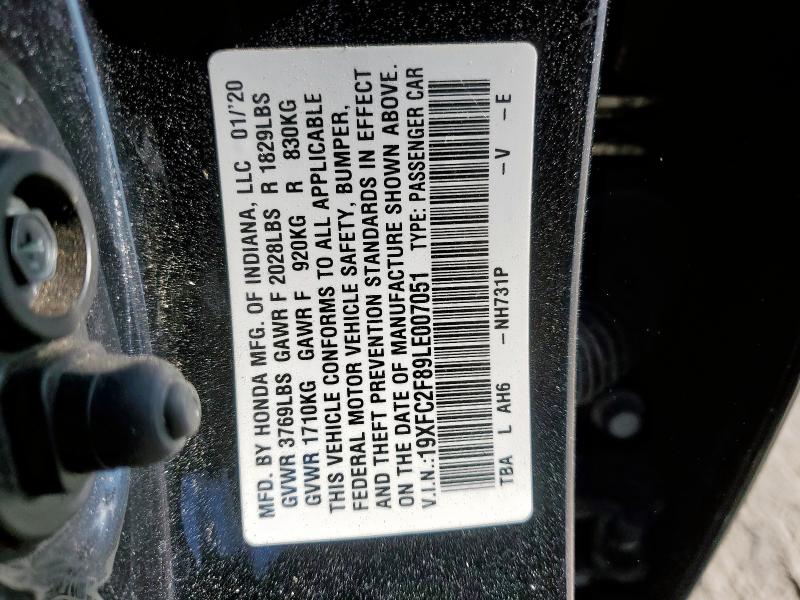 MFD. BY HONDA MFG. OF INDIANA, LLC 01/'20
GVWR 3769LBS GAWR F 2028LBS R 1829LBS
GVWR 1710KG GAWR F 920KG R 830KG
THIS VEHICLE CONFORMS TO ALL APPLICABLE
FEDERAL MOTOR VEHICLE SAFETY, BUMPER,
AND THEFT PREVENTION STANDARDS IN EFFECT
ON THE DATE OF MANUFACTURE SHOWN ABOVE.
V.I.N.:19XFC2F89LE007051 TYPE: PASSENGER CAR
TBA L AH6 -NH731P -V -E